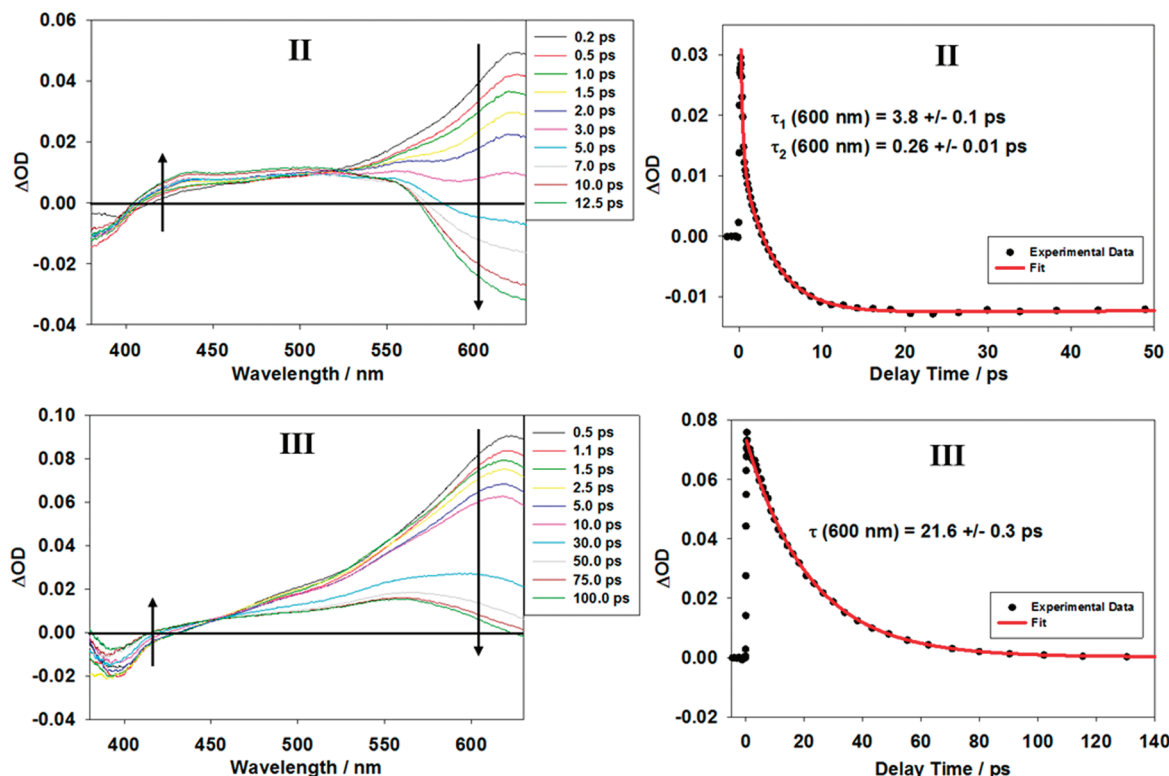 0.06
0.04
0.02
0.00
-0.02
-0.04
ΔOD
II
0.2 ps
0.5 ps
1.0 ps
1.5 ps
2.0 ps
3.0 ps
5.0 ps
7.0 ps
10.0 ps
12.5 ps
400 450 500 550 600
Wavelength / nm
0.03
0.02
0.01
0.00
-0.01
ΔOD
II
τ1 (600 nm) = 3.8 +/- 0.1 ps
τ2 (600 nm) = 0.26 +/- 0.01 ps
Experimental Data
Fit
0 10 20 30 40 50
Delay Time / ps
0.10
0.08
0.06
0.04
0.02
0.00
-0.02
-0.04
ΔOD
III
0.5 ps
1.1 ps
1.5 ps
2.5 ps
5.0 ps
10.0 ps
30.0 ps
50.0 ps
75.0 ps
100.0 ps
400 450 500 550 600
Wavelength / nm
0.08
0.06
0.04
0.02
0.00
-0.02
ΔOD
III
τ (600 nm) = 21.6 +/- 0.3 ps
Experimental Data
Fit
0 20 40 60 80 100 120 140
Delay Time / ps